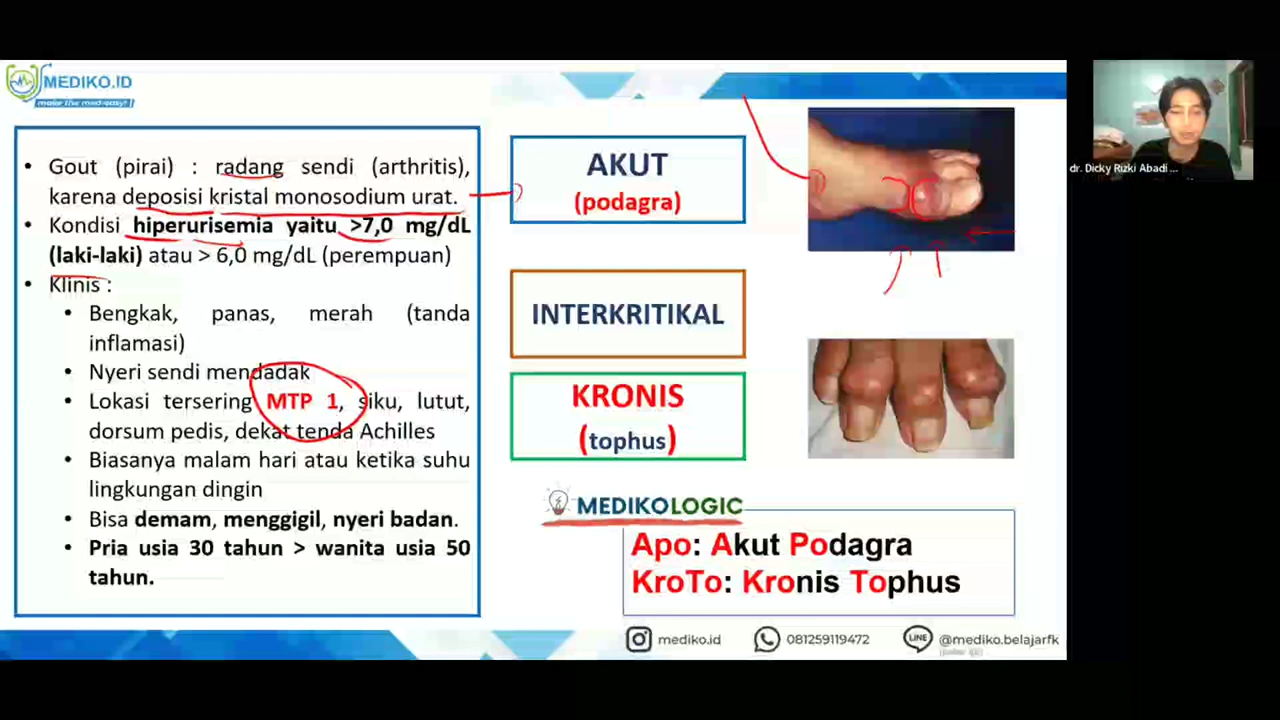 MEDIKO.ID
make the med-easy!
• Gout (pirai) : radang sendi (arthritis),
karena deposisi kristal monosodium urat.
• Kondisi hiperurisemia yaitu >7,0 mg/dL
(laki-laki) atau > 6,0 mg/dL (perempuan)
• Klinis :
• Bengkak, panas, merah (tanda
inflamasi)
• Nyeri sendi mendadak
• Lokasi tersering MTP 1, siku, lutut,
dorsum pedis, dekat tenda Achilles
• Biasanya malam hari atau ketika suhu
lingkungan dingin
• Bisa demam, menggigil, nyeri badan.
• Pria usia 30 tahun > wanita usia 50
tahun.
AKUT
(podagra)
INTERKRITIKAL
KRONIS
(tophus)
MEDIKOLOGIC
Apo: Akut Podagra
KroTo: Kronis Tophus
mediko.id
081259119472
LINE
@mediko.belajarfk
dr. Dicky Rizki Abadi ...